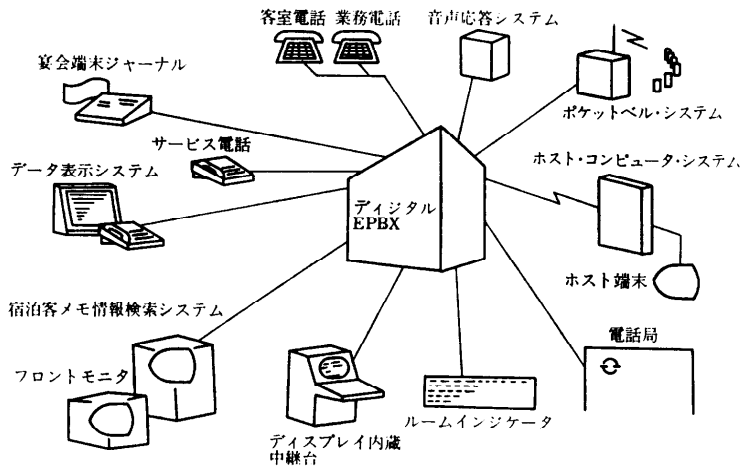 客室電話
業務電話
音声応答システム
宴会端末ジャーナル
ポケットベル・システム
サービス電話
データ表示システム
ホスト・コンピュータ・システム
ディジタル
EPBX
ホスト端末
宿泊客メモ情報検索システム
電話局
フロントモニタ
ルームインジケータ
ディスプレイ内蔵
中継台